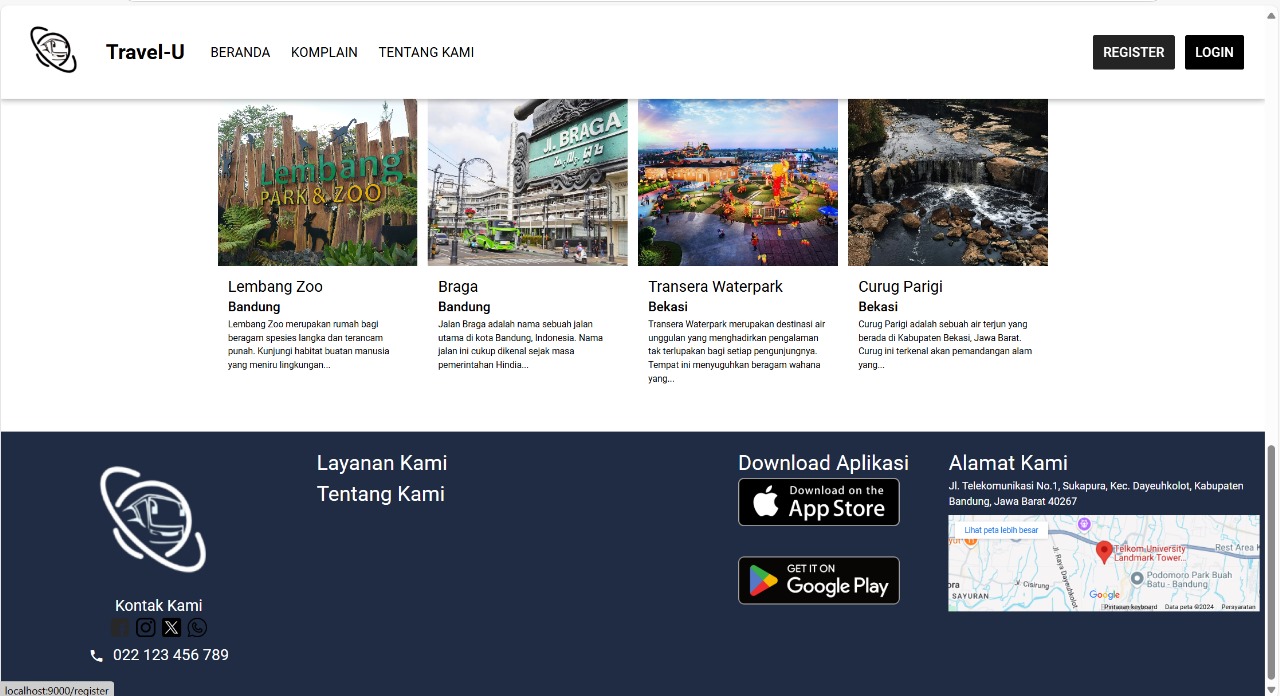 Travel-U BERANDA KOMPLAIN TENTANG KAMI REGISTER LOGIN
Lembang
PARK & ZOO
JL. BRAGA
Lembang Zoo
Bandung
Lembang Zoo merupakan rumah bagi
beragam spesies langka dan terancam
punah. Kunjungi habitat buatan manusia
yang meniru lingkungan...
Braga
Bandung
Jalan Braga adalah nama sebuah jalan
utama di kota Bandung, Indonesia. Nama
jalan ini cukup dikenal sejak masa
pemerintahan Hindia...
Transera Waterpark
Bekasi
Transera Waterpark merupakan destinasi air
unggulan yang menghadirkan pengalaman
tak terlupakan bagi setiap pengunjungnya.
Tempat ini menyuguhkan beragam wahana
yang...
Curug Parigi
Bekasi
Curug Parigi adalah sebuah air terjun yang
berada di Kabupaten Bekasi, Jawa Barat.
Curug ini terkenal akan pemandangan alam
yang...
Kontak Kami
022 123 456 789
Layanan Kami
Tentang Kami
Download Aplikasi
Download on the
App Store
GET IT ON
Google Play
Alamat Kami
Jl. Telekomunikasi No.1, Sukapura, Kec. Dayeuhkolot, Kabupaten
Bandung, Jawa Barat 40267
Lihat peta lebih besar
Telkom University
Landmark Tower...
Rest Area K
Jl. Raya Dayeuhkolot
Podomoro Park Buah
Batu - Bandung
Jl. Cisirung
SAYURAN
Google
Pintasan keyboard Data peta ©2024 Persyaratan
localhost:9000/register